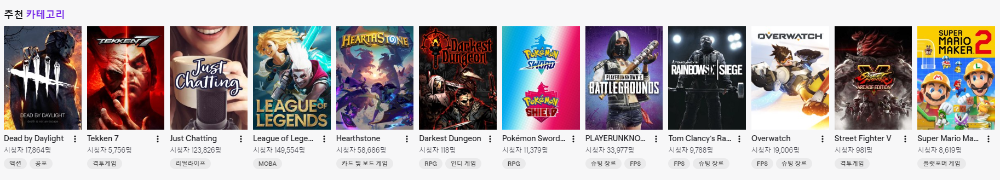 추천 카테고리
DEAD BY DAYLIGHT
death is not an escape
Dead by Daylight
시청자 17,864명
액션 공포
TEKKEN 7
Tekken 7
시청자 5,756명
격투게임
Just
Chatting
Just Chatting
시청자 123,826명
리얼라이프
LEAGUE OF
LEGENDS
League of Lege...
시청자 149,554명
MOBA
HEARTHSTONE
Hearthstone
시청자 58,686명
카드 및 보드 게임
Darkest
Dungeon
Darkest Dungeon
시청자 118명
RPG 인디 게임
POKÉMON
SWORD
POKÉMON
SHIELD
Pokémon Sword...
시청자 11,379명
RPG
PLAYERUNKNOWN'S
BATTLEGROUNDS
PLAYERUNKNO...
시청자 33,977명
슈팅 장르 FPS
TOM CLANCY'S
RAINBOWSIX | SIEGE
Tom Clancy's Ra...
시청자 9,788명
FPS 슈팅 장르
OVERWATCH
Overwatch
시청자 19,006명
FPS 슈팅 장르
V
STREET
FIGHTER
ARCADE EDITION
Street Fighter V
시청자 981명
격투게임
SUPER
MARIO
MAKER 2
Super Mario Ma...
시청자 8,619명
플랫포머 게임